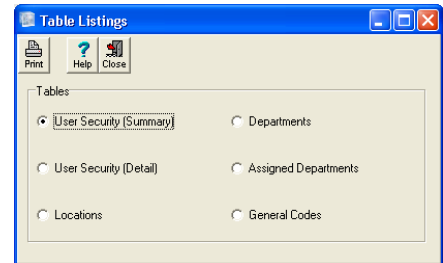 Table Listings
Print Help Close
Tables
User Security (Summary) Departments
User Security (Detail) Assigned Departments
Locations General Codes